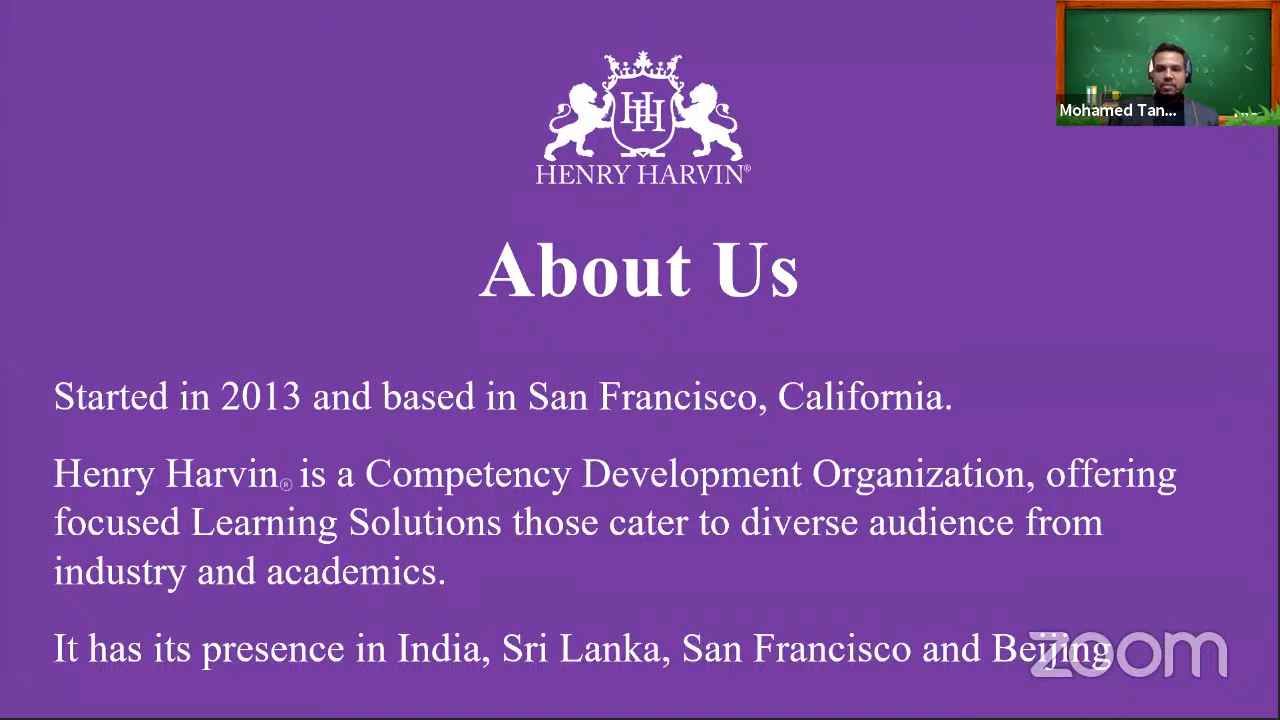 HH
HENRY HARVIN®
Mohamed Tan...
About Us
Started in 2013 and based in San Francisco, California.
Henry Harvin® is a Competency Development Organization, offering
focused Learning Solutions those cater to diverse audience from
industry and academics.
It has its presence in India, Sri Lanka, San Francisco and Beijing
zoom